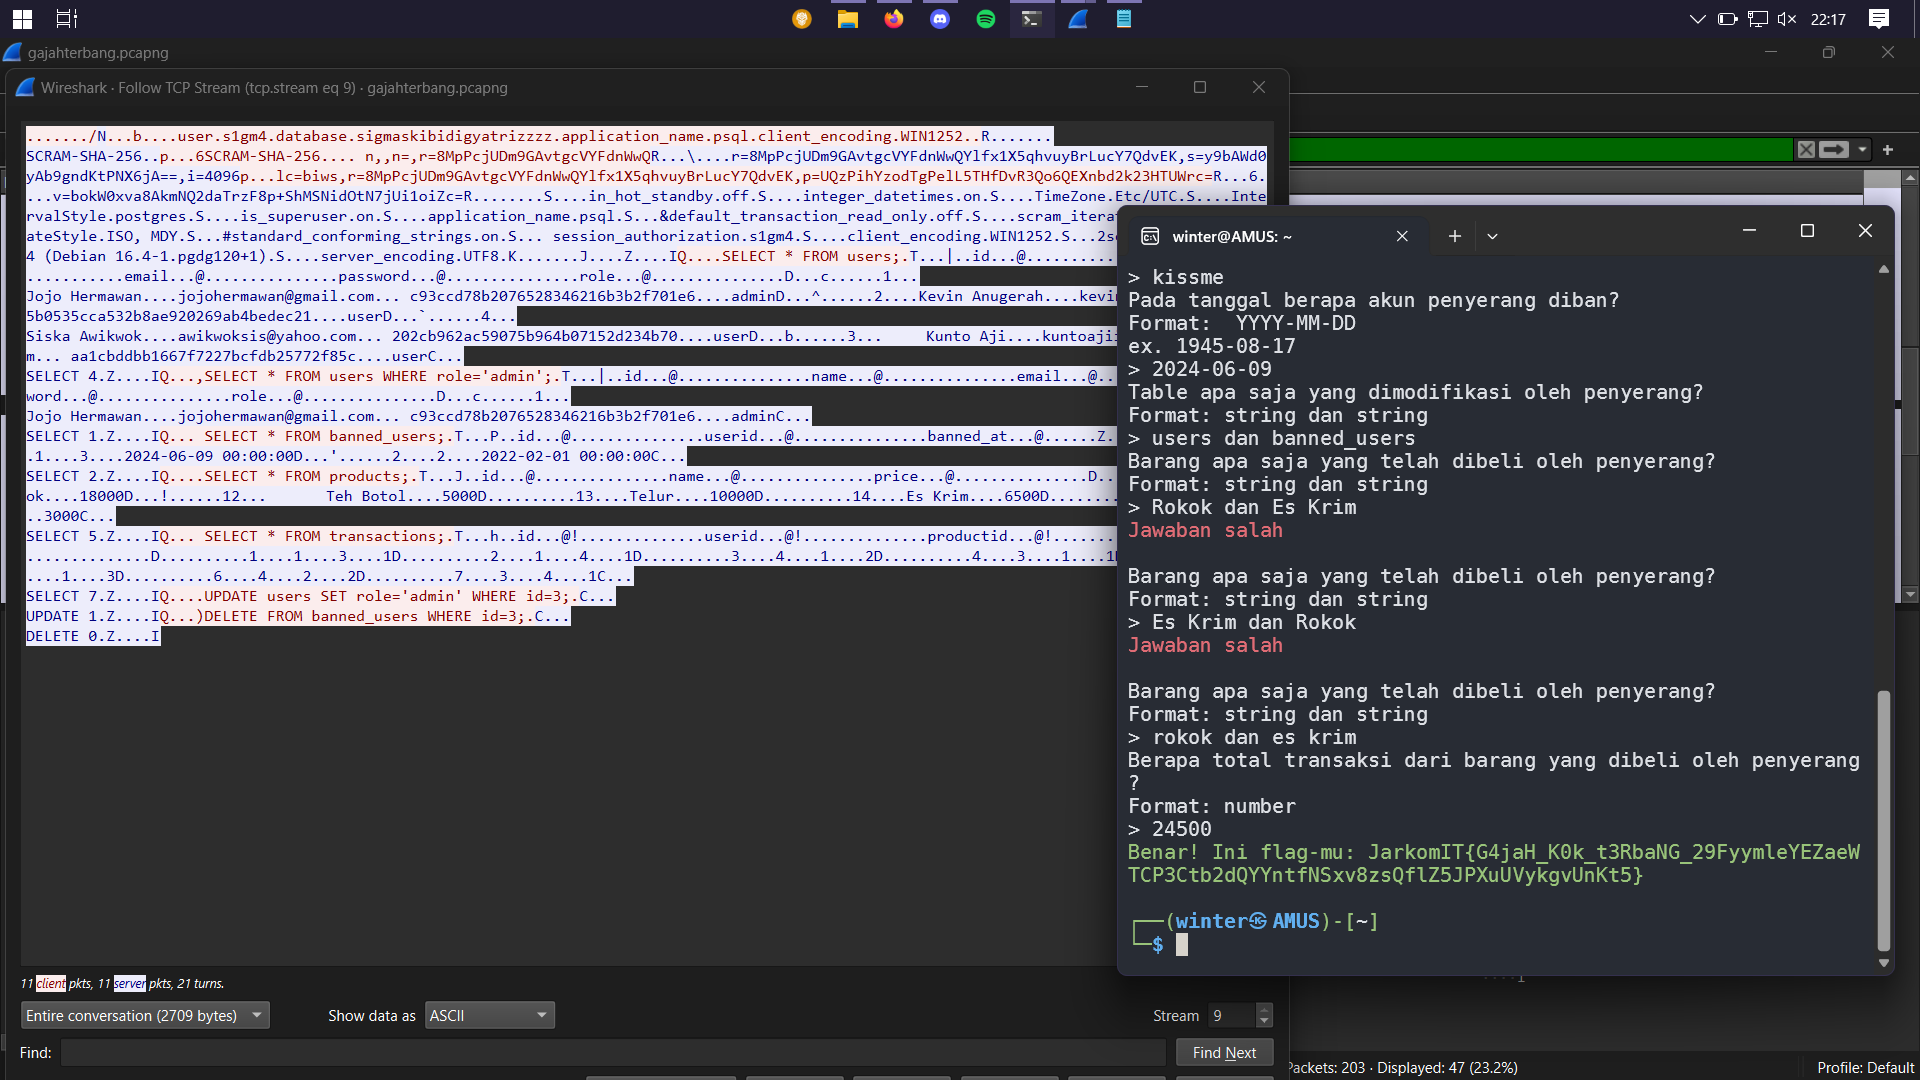 22:17
gajahterbang.pcapng
Wireshark · Follow TCP Stream (tcp.stream eq 9) · gajahterbang.pcapng
......./N...b....user.s1gm4.database.sigmaskibidigyatrizzzz.application_name.psql.client_encoding.WIN1252..R.......
SCRAM-SHA-256..p...6SCRAM-SHA-256.... n,,n=,r=8MpPcjUDm9GAvtgcVYFdnWwQR...\....r=8MpPcjUDm9GAvtgcVYFdnWwQYlfx1X5qhvuyBrLucY7QdvEK,s=y9bAWd0
yAb9gndKtPNX6jA==,i=4096p...lc=biws,r=8MpPcjUDm9GAvtgcVYFdnWwQYlfx1X5qhvuyBrLucY7QdvEK,p=UQzPihYzodTgPelL5THfDvR3Qo6QEXnbd2k23HTUWrc=R...6.
...v=bokW0xva8AkmNQ2daTrzF8p+ShMSNidOtN7jUi1oiZc=R........S....in_hot_standby.off.S....integer_datetimes.on.S....TimeZone.Etc/UTC.S....Inte
rvalStyle.postgres.S....is_superuser.on.S....application_name.psql.S...&default_transaction_read_only.off.S....scram_iterat
ateStyle.ISO, MDY.S...#standard_conforming_strings.on.S... session_authorization.s1gm4.S....client_encoding.WIN1252.S...2se
4 (Debian 16.4-1.pgdg120+1).S....server_encoding.UTF8.K.......J....Z....IQ....SELECT * FROM users;.T...|..id...@...........
............email...@...............password...@...............role...@...............D...c......1...
Jojo Hermawan....jojohermawan@gmail.com... c93ccd78b2076528346216b3b2f701e6....adminD...^......2....Kevin Anugerah....kevin
5b0535cca532b8ae920269ab4bedec21....userD...`......4...
Siska Awikwok....awikwoksis@yahoo.com... 202cb962ac59075b964b07152d234b70....userD...b......3...     Kunto Aji....kuntoaji
m... aa1cbddbb1667f7227bcfdb25772f85c....userC...
SELECT 4.Z....IQ...,SELECT * FROM users WHERE role='admin';.T...|..id...@...............name...@...............email...@...
word...@...............role...@...............D...c......1...
Jojo Hermawan....jojohermawan@gmail.com... c93ccd78b2076528346216b3b2f701e6....adminC...
SELECT 1.Z....IQ... SELECT * FROM banned_users;.T...P..id...@...............userid...@...............banned_at...@......Z..
.1....3....2024-06-09 00:00:00D...'......2....2....2022-02-01 00:00:00C...
SELECT 2.Z....IQ....SELECT * FROM products;.T...J..id...@...............name...@...............price...@...............D...
ok....18000D...!......12...       Teh Botol....5000D..........13....Telur....10000D..........14....Es Krim....6500D........
..3000C...
SELECT 5.Z....IQ... SELECT * FROM transactions;.T...h..id...@!..............userid...@!..............productid...@!........
..............D..........1....1....3....1D..........2....1....4....1D..........3....4....1....2D..........4....3....1....1D
....1....3D..........6....4....2....2D..........7....3....4....1C...
SELECT 7.Z....IQ....UPDATE users SET role='admin' WHERE id=3;.C...
UPDATE 1.Z....IQ...)DELETE FROM banned_users WHERE id=3;.C...
DELETE 0.Z....I
11 client pkts, 11 server pkts, 21 turns.
Entire conversation (2709 bytes)
Show data as
ASCII
Stream
9
Find:
Find Next
winter@AMUS: ~
> kissme
Pada tanggal berapa akun penyerang diban?
Format:  YYYY-MM-DD
ex. 1945-08-17
> 2024-06-09
Table apa saja yang dimodifikasi oleh penyerang?
Format: string dan string
> users dan banned_users
Barang apa saja yang telah dibeli oleh penyerang?
Format: string dan string
> Rokok dan Es Krim
Jawaban salah
Barang apa saja yang telah dibeli oleh penyerang?
Format: string dan string
> Es Krim dan Rokok
Jawaban salah
Barang apa saja yang telah dibeli oleh penyerang?
Format: string dan string
> rokok dan es krim
Berapa total transaksi dari barang yang dibeli oleh penyerang
?
Format: number
> 24500
Benar! Ini flag-mu: JarkomIT{G4jaH_K0k_t3RbaNG_29FyymleYEZaeW
TCP3Ctb2dQYYntfNSxv8zsQflZ5JPXuUVykgvUnKt5}
┌──(winter㉿AMUS)-[~]
└─$
Packets: 203 · Displayed: 47 (23.2%)
Profile: Default